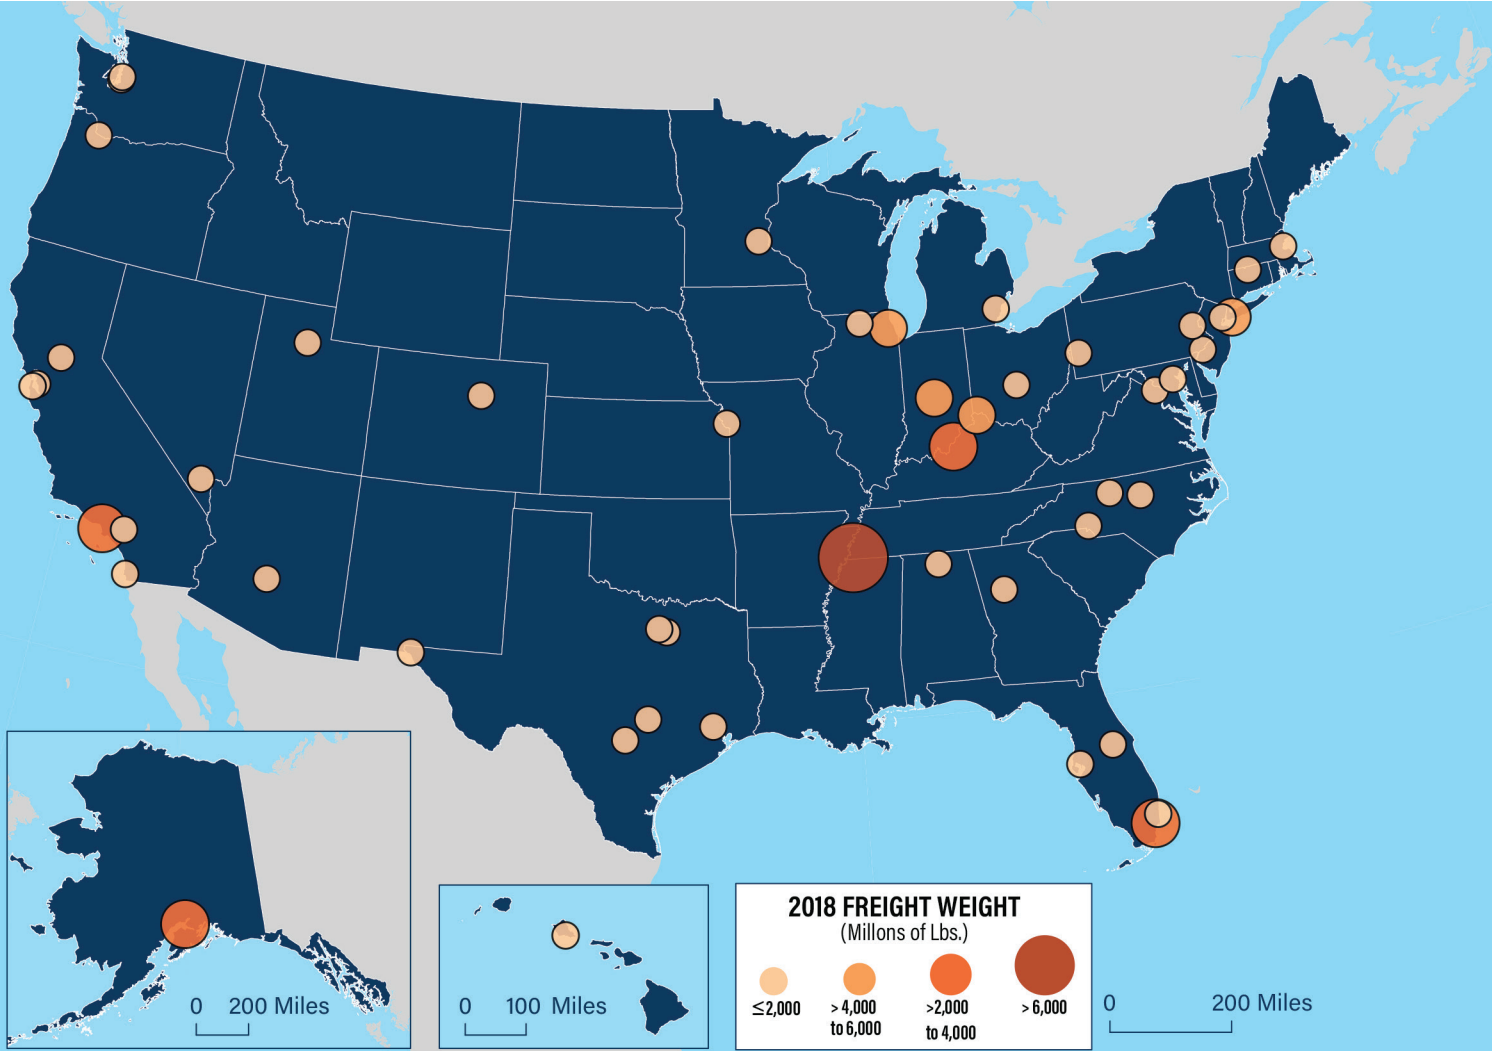 2018 FREIGHT WEIGHT
(Millons of Lbs.)
≤2,000
> 4,000
to 6,000
>2,000
to 4,000
> 6,000
0 200 Miles
0 100 Miles
0 200 Miles